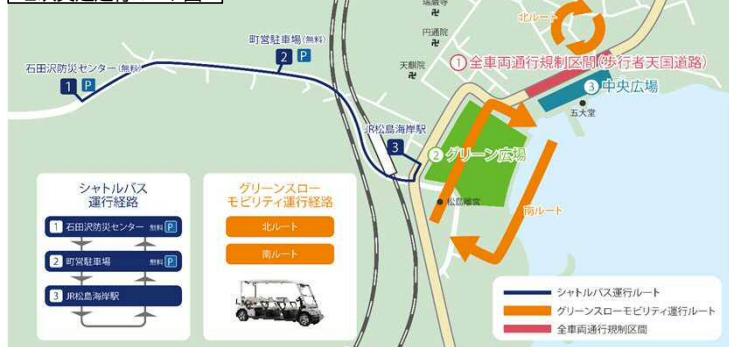 瑞巌寺
円通院
天麟院
北ルート
町営駐車場(無料)
2 P
石田沢防災センター(無料)
1 P
①全車両通行規制区間(歩行者天国道路)
③中央広場
五大堂
JR松島海岸駅
3
②グリーン広場
松島離宮
南ルート
シャトルバス
運行経路
1 石田沢防災センター 無料 P
2 町営駐車場 無料 P
3 JR松島海岸駅
グリーンスロー
モビリティ運行経路
北ルート
南ルート
シャトルバス運行ルート
グリーンスローモビリティ運行ルート
全車両通行規制区間